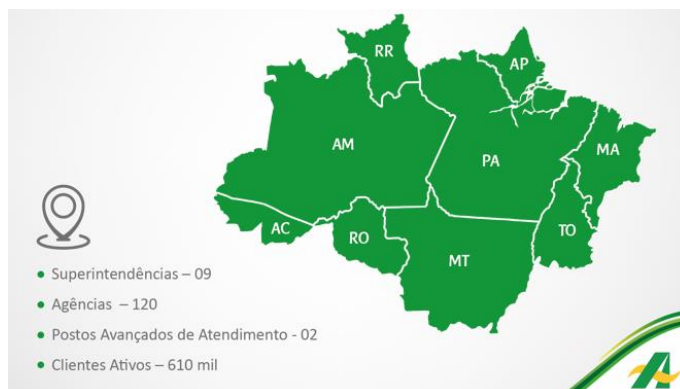 RR
AP
AM
PA
MA
AC
RO
MT
TO
Superintendências – 09
Agências – 120
Postos Avançados de Atendimento - 02
Clientes Ativos – 610 mil